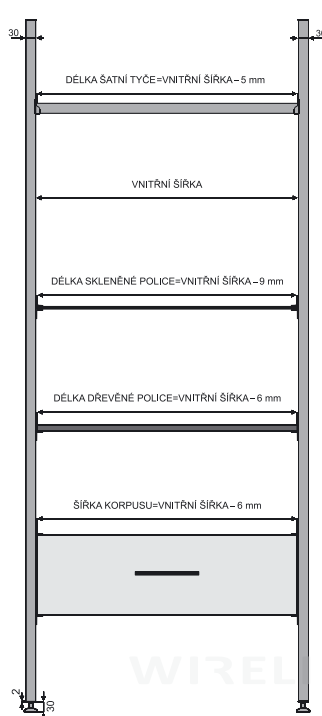 30
30
DÉLKA ŠATNÍ TYČE=VNITŘNÍ ŠÍŘKA – 5 mm
VNITŘNÍ ŠÍŘKA
DÉLKA SKLENĚNÉ POLICE=VNITŘNÍ ŠÍŘKA – 9 mm
DÉLKA DŘEVĚNÉ POLICE=VNITŘNÍ ŠÍŘKA – 6 mm
ŠÍŘKA KORPUSU=VNITŘNÍ ŠÍŘKA – 6 mm
WIRELI
2
30